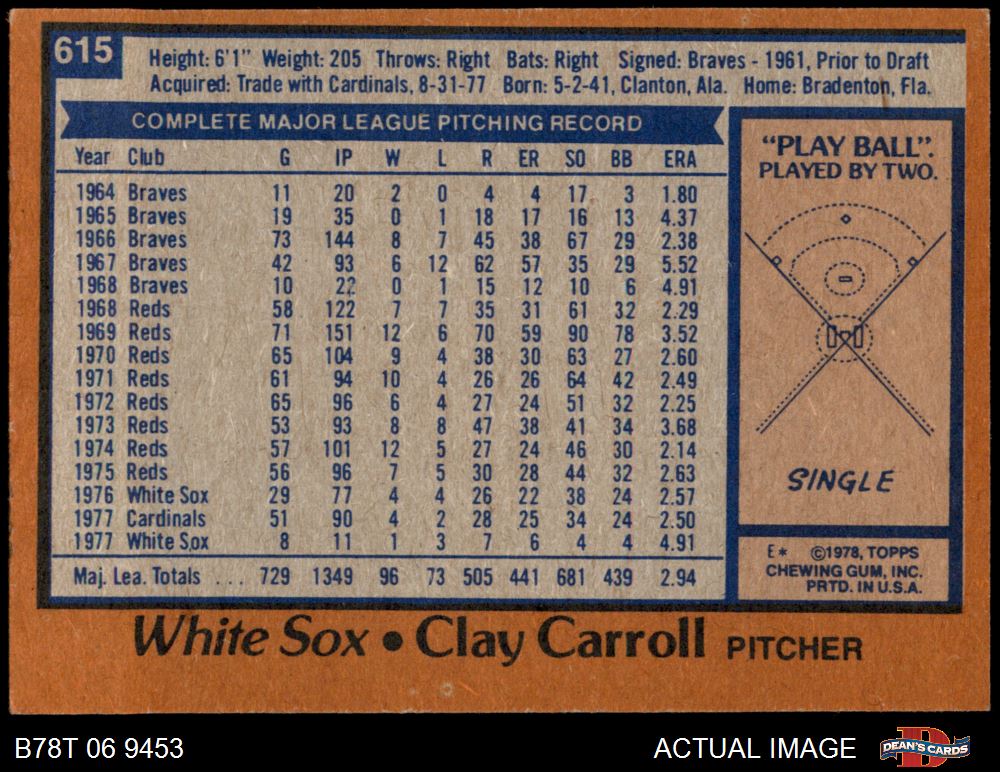 615
Height: 6'1" Weight: 205 Throws: Right Bats: Right Signed: Braves - 1961, Prior to Draft
Acquired: Trade with Cardinals, 8-31-77 Born: 5-2-41, Clanton, Ala. Home: Bradenton, Fla.
COMPLETE MAJOR LEAGUE PITCHING RECORD
Year Club G IP W L R ER SO BB ERA
1964 Braves 11 20 2 0 4 4 17 3 1.80
1965 Braves 19 35 0 1 18 17 16 13 4.37
1966 Braves 73 144 8 7 45 38 67 29 2.38
1967 Braves 42 93 6 12 62 57 35 29 5.52
1968 Braves 10 22 0 1 15 12 10 6 4.91
1968 Reds 58 122 7 7 35 31 61 32 2.29
1969 Reds 71 151 12 6 70 59 90 78 3.52
1970 Reds 65 104 9 4 38 30 63 27 2.60
1971 Reds 61 94 10 4 26 26 64 42 2.49
1972 Reds 65 96 6 4 27 24 51 32 2.25
1973 Reds 53 93 8 8 47 38 41 34 3.68
1974 Reds 57 101 12 5 27 24 46 30 2.14
1975 Reds 56 96 7 5 30 28 44 32 2.63
1976 White Sox 29 77 4 4 26 22 38 24 2.57
1977 Cardinals 51 90 4 2 28 25 34 24 2.50
1977 White Sox 8 11 1 3 7 6 4 4 4.91
Maj. Lea. Totals ... 729 1349 96 73 505 441 681 439 2.94
"PLAY BALL".
PLAYED BY TWO.
SINGLE
E* ©1978, TOPPS
CHEWING GUM, INC.
PRTD. IN U.S.A.
White Sox • Clay Carroll PITCHER
B78T 06 9453
ACTUAL IMAGE
D
DEAN'S CARDS